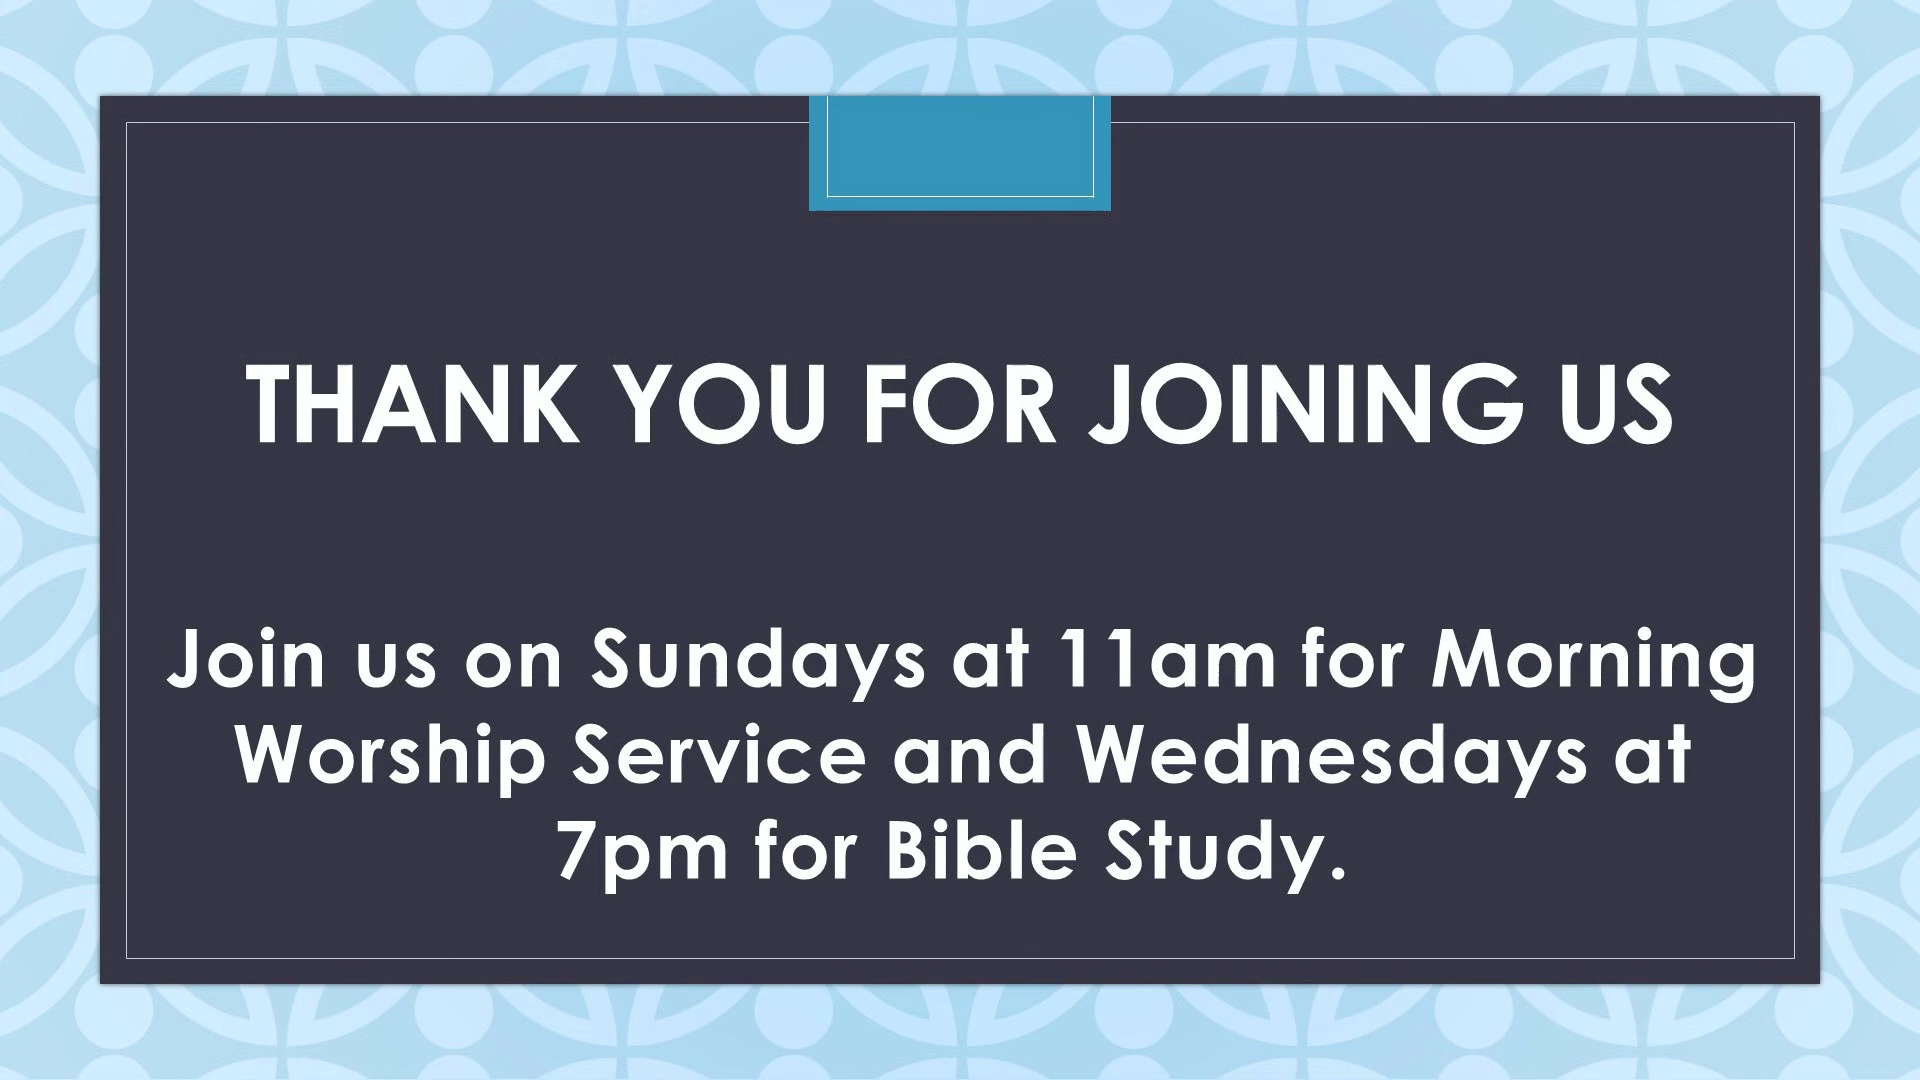 THANK YOU FOR JOINING US
Join us on Sundays at 11am for Morning
Worship Service and Wednesdays at
7pm for Bible Study.